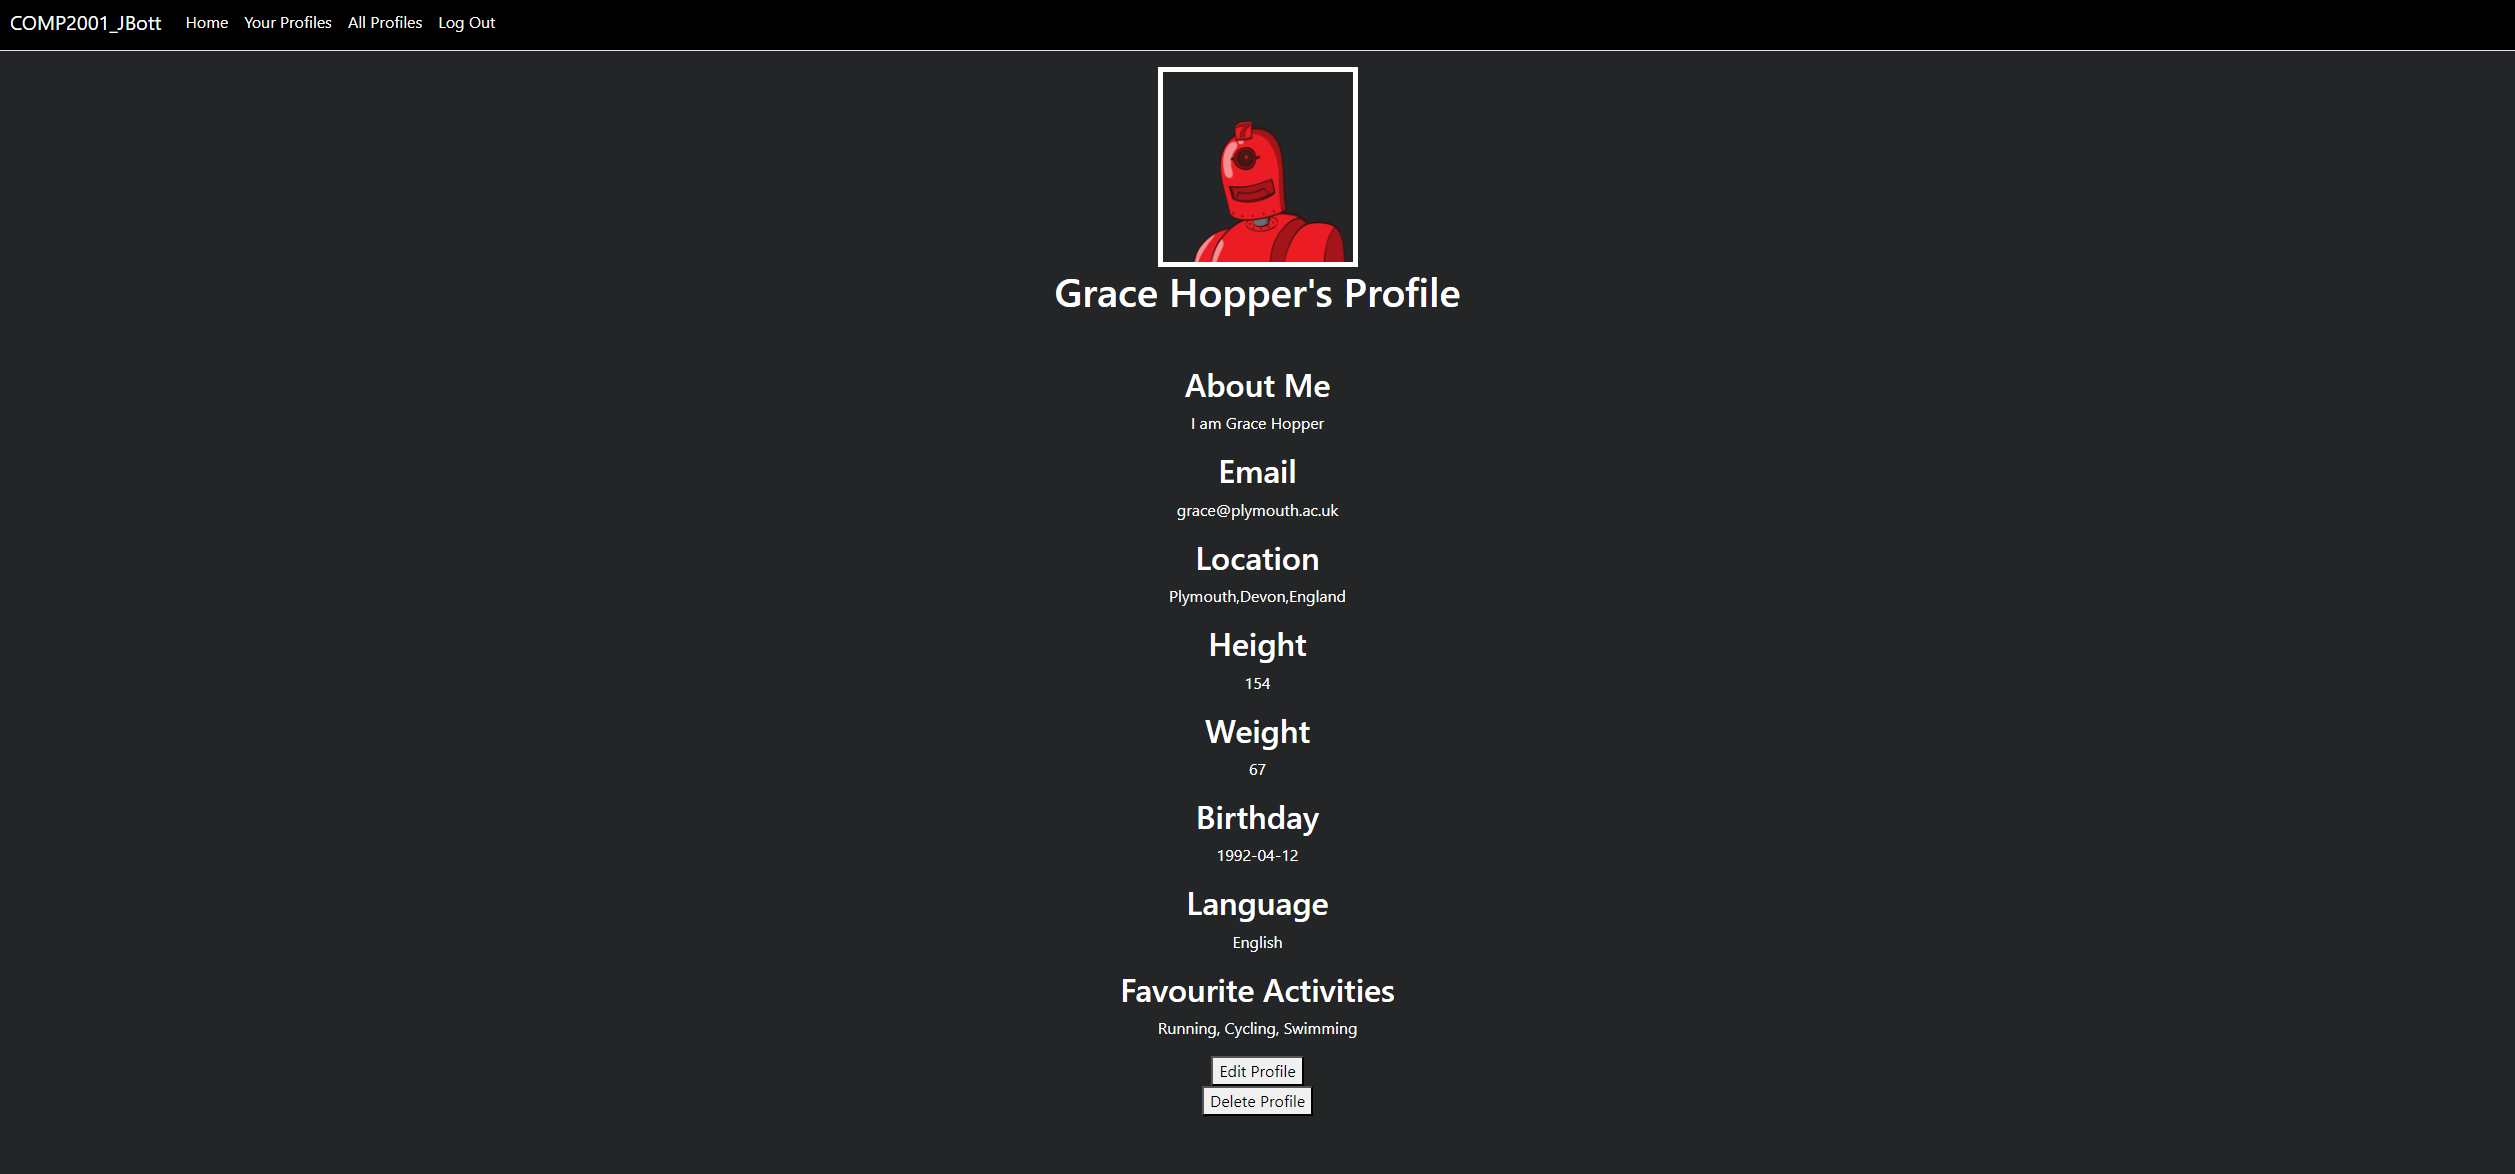 COMP2001_JBott Home Your Profiles All Profiles Log Out
Grace Hopper's Profile
About Me
I am Grace Hopper
Email
grace@plymouth.ac.uk
Location
Plymouth,Devon,England
Height
154
Weight
67
Birthday
1992-04-12
Language
English
Favourite Activities
Running, Cycling, Swimming
Edit Profile
Delete Profile